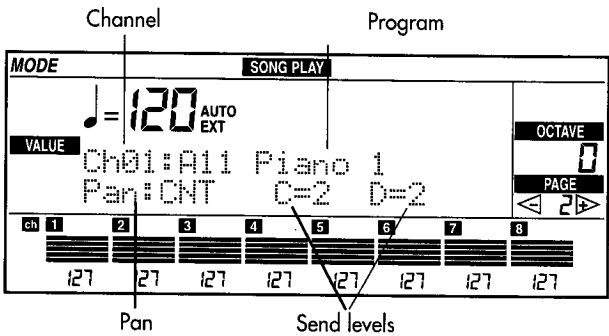 Channel Program
MODE SONG PLAY
♩=120 AUTO
EXT
OCTAVE
0
VALUE
Ch01:A11 Piano 1
Pan:CNT C=2 D=2
PAGE
- 2 +
ch 1 2 3 4 5 6 7 8
127 127 127 127 127 127 127 127
Pan Send levels